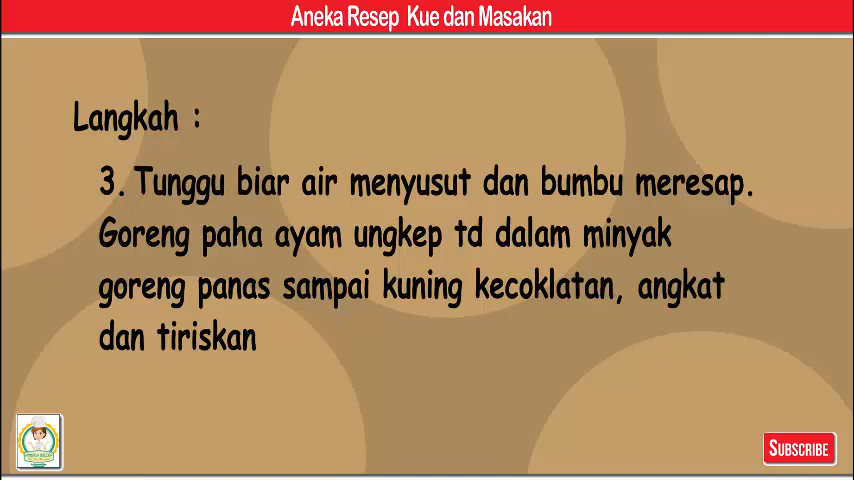 Aneka Resep Kue dan Masakan
Langkah :
3. Tunggu biar air menyusut dan bumbu meresap.
Goreng paha ayam ungkep td dalam minyak
goreng panas sampai kuning kecoklatan, angkat
dan tiriskan
SUBSCRIBE